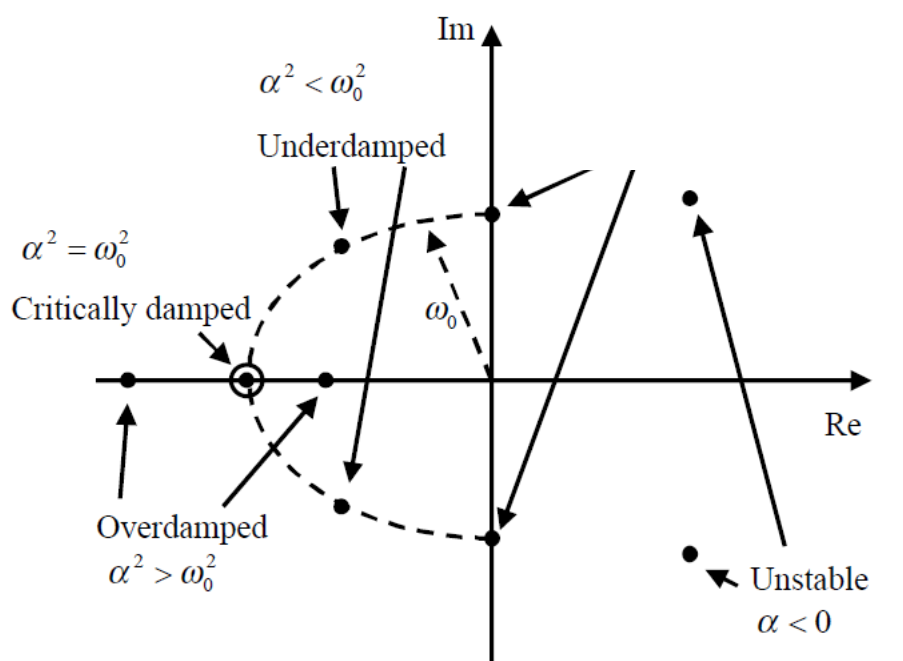 Im
α² < ω₀²
Underdamped
α² = ω₀²
Critically damped
ω₀
Re
Overdamped
α² > ω₀²
Unstable
α < 0